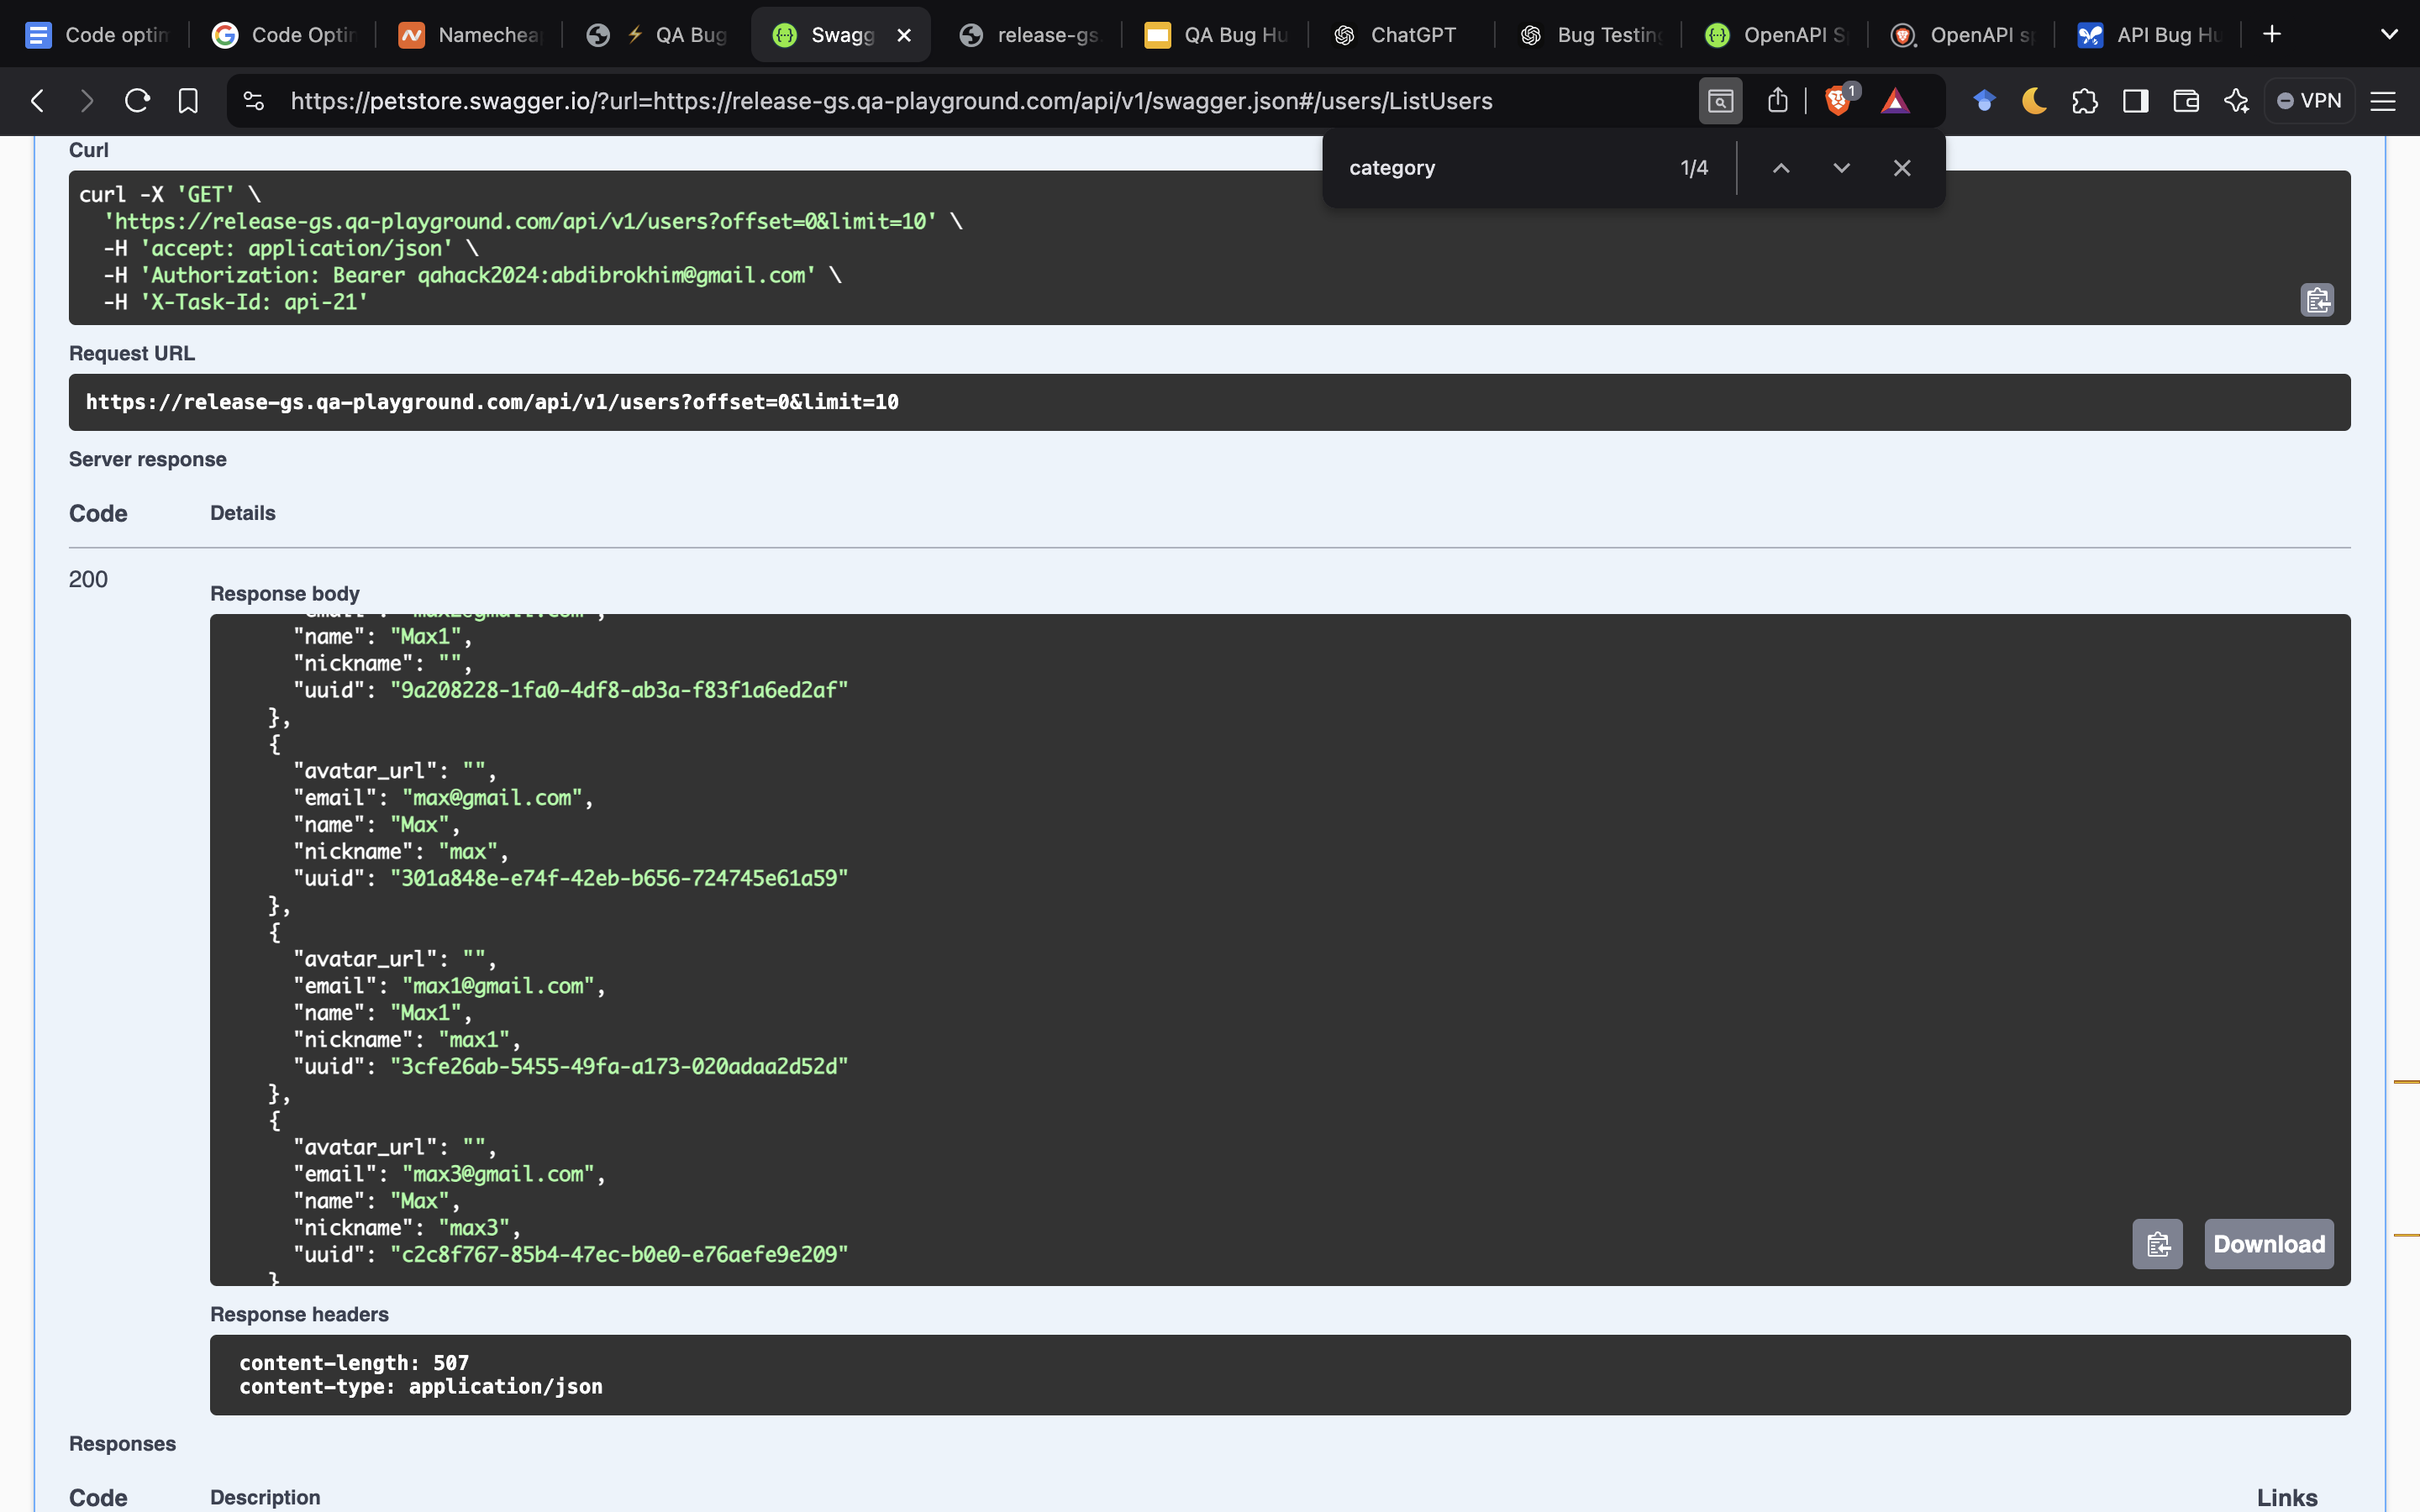 Code optim
Code Optim
Namecheap
⚡ QA Bug
Swagg
release-gs.
QA Bug Hu
ChatGPT
Bug Testing
OpenAPI S
OpenAPI sp
API Bug Hu
https://petstore.swagger.io/?url=https://release-gs.qa-playground.com/api/v1/swagger.json#/users/ListUsers
1
VPN
category 1/4
Curl
curl -X 'GET' \
'https://release-gs.qa-playground.com/api/v1/users?offset=0&limit=10' \
-H 'accept: application/json' \
-H 'Authorization: Bearer qahack2024:abdibrokhim@gmail.com' \
-H 'X-Task-Id: api-21'
Request URL
https://release-gs.qa-playground.com/api/v1/users?offset=0&limit=10
Server response
Code Details
200
Response body
"name": "Max1",
"nickname": "",
"uuid": "9a208228-1fa0-4df8-ab3a-f83f1a6ed2af"
},
{
"avatar_url": "",
"email": "max@gmail.com",
"name": "Max",
"nickname": "max",
"uuid": "301a848e-e74f-42eb-b656-724745e61a59"
},
{
"avatar_url": "",
"email": "max1@gmail.com",
"name": "Max1",
"nickname": "max1",
"uuid": "3cfe26ab-5455-49fa-a173-020adaa2d52d"
},
{
"avatar_url": "",
"email": "max3@gmail.com",
"name": "Max",
"nickname": "max3",
"uuid": "c2c8f767-85b4-47ec-b0e0-e76aefe9e209"
}
Download
Response headers
content-length: 507
content-type: application/json
Responses
Code Description Links